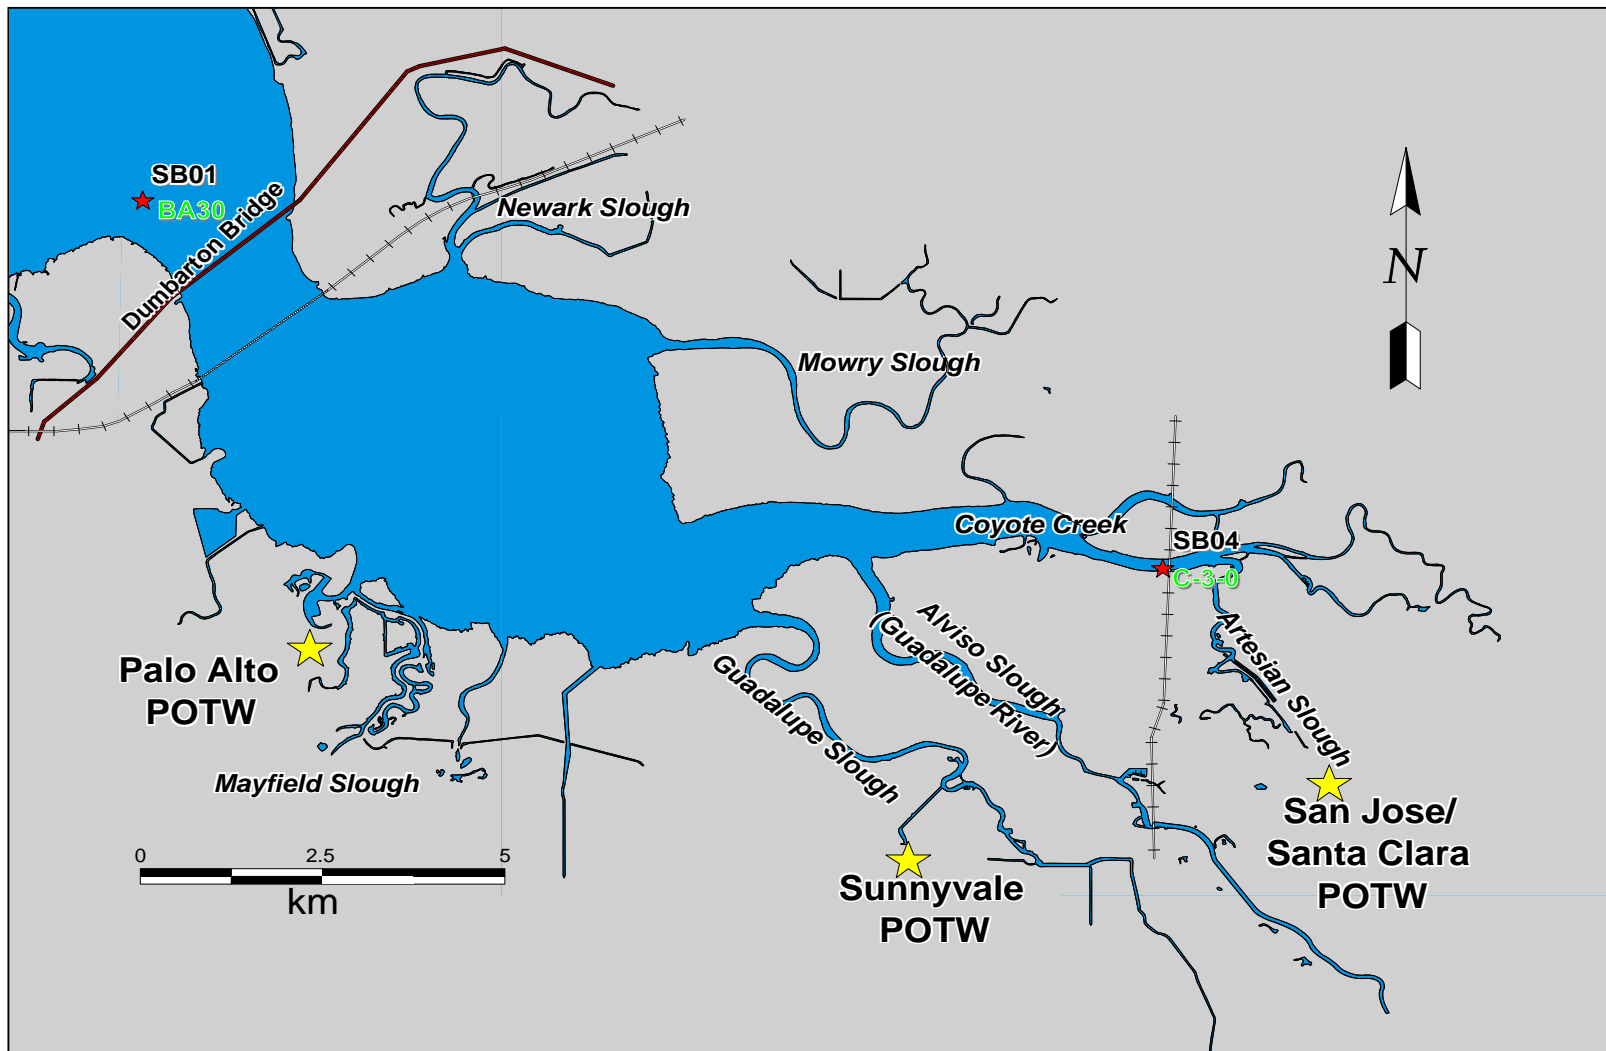 SB01
BA30
Dumbarton Bridge
Newark Slough
N
Mowry Slough
Coyote Creek
SB04
C-3-0
Alviso Slough
(Guadalupe River)
Artesian Slough
Guadalupe Slough
Palo Alto
POTW
Mayfield Slough
San Jose/
Santa Clara
POTW
Sunnyvale
POTW
0 2.5 5
km